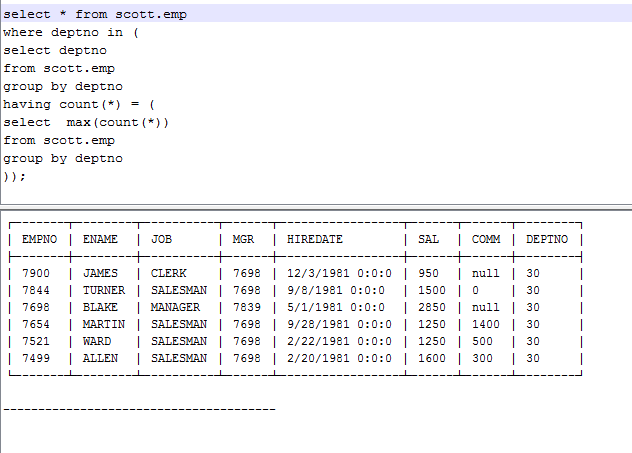 select * from scott.emp
where deptno in (
select deptno
from scott.emp
group by deptno
having count(*) = (
select  max(count(*))
from scott.emp
group by deptno
));
| EMPNO | ENAME | JOB | MGR | HIREDATE | SAL | COMM | DEPTNO |
| 7900 | JAMES | CLERK | 7698 | 12/3/1981 0:0:0 | 950 | null | 30 |
| 7844 | TURNER | SALESMAN | 7698 | 9/8/1981 0:0:0 | 1500 | 0 | 30 |
| 7698 | BLAKE | MANAGER | 7839 | 5/1/1981 0:0:0 | 2850 | null | 30 |
| 7654 | MARTIN | SALESMAN | 7698 | 9/28/1981 0:0:0 | 1250 | 1400 | 30 |
| 7521 | WARD | SALESMAN | 7698 | 2/22/1981 0:0:0 | 1250 | 500 | 30 |
| 7499 | ALLEN | SALESMAN | 7698 | 2/20/1981 0:0:0 | 1600 | 300 | 30 |